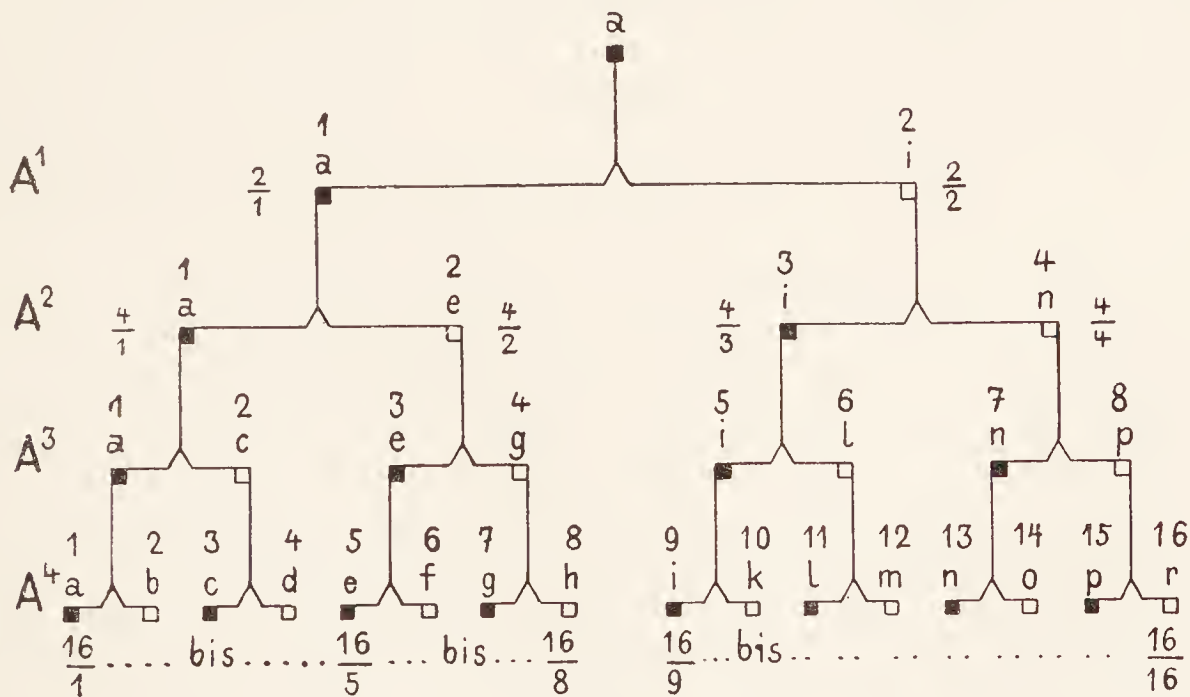 a
1 2
A¹ 2/1 a i 2/2
1 2 3 4
A² 4/1 a e 4/2 4/3 i n 4/4
1 2 3 4 5 6 7 8
A³ a c e g i l n p
1 2 3 4 5 6 7 8 9 10 11 12 13 14 15 16
A⁴ a b c d e f g h i k l m n o p r
16/1 .... bis ..... 16/5 ... bis ... 16/8 16/9 ... bis .. . . . . . . . 16/16